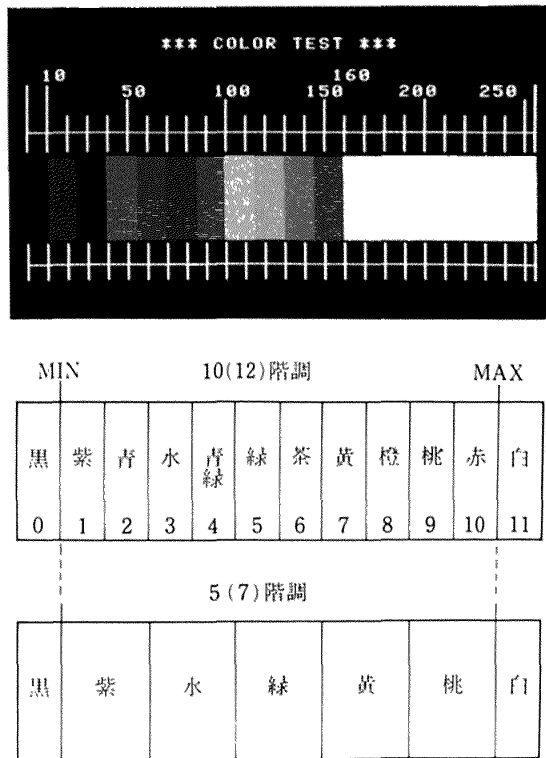 *** COLOR TEST ***
10 160
50 100 150 200 250
MIN 10(12)階調 MAX
黒 紫 青 水 青緑 緑 茶 黄 橙 桃 赤 白
0 1 2 3 4 5 6 7 8 9 10 11
5(7)階調
黒 紫 水 緑 黄 桃 白